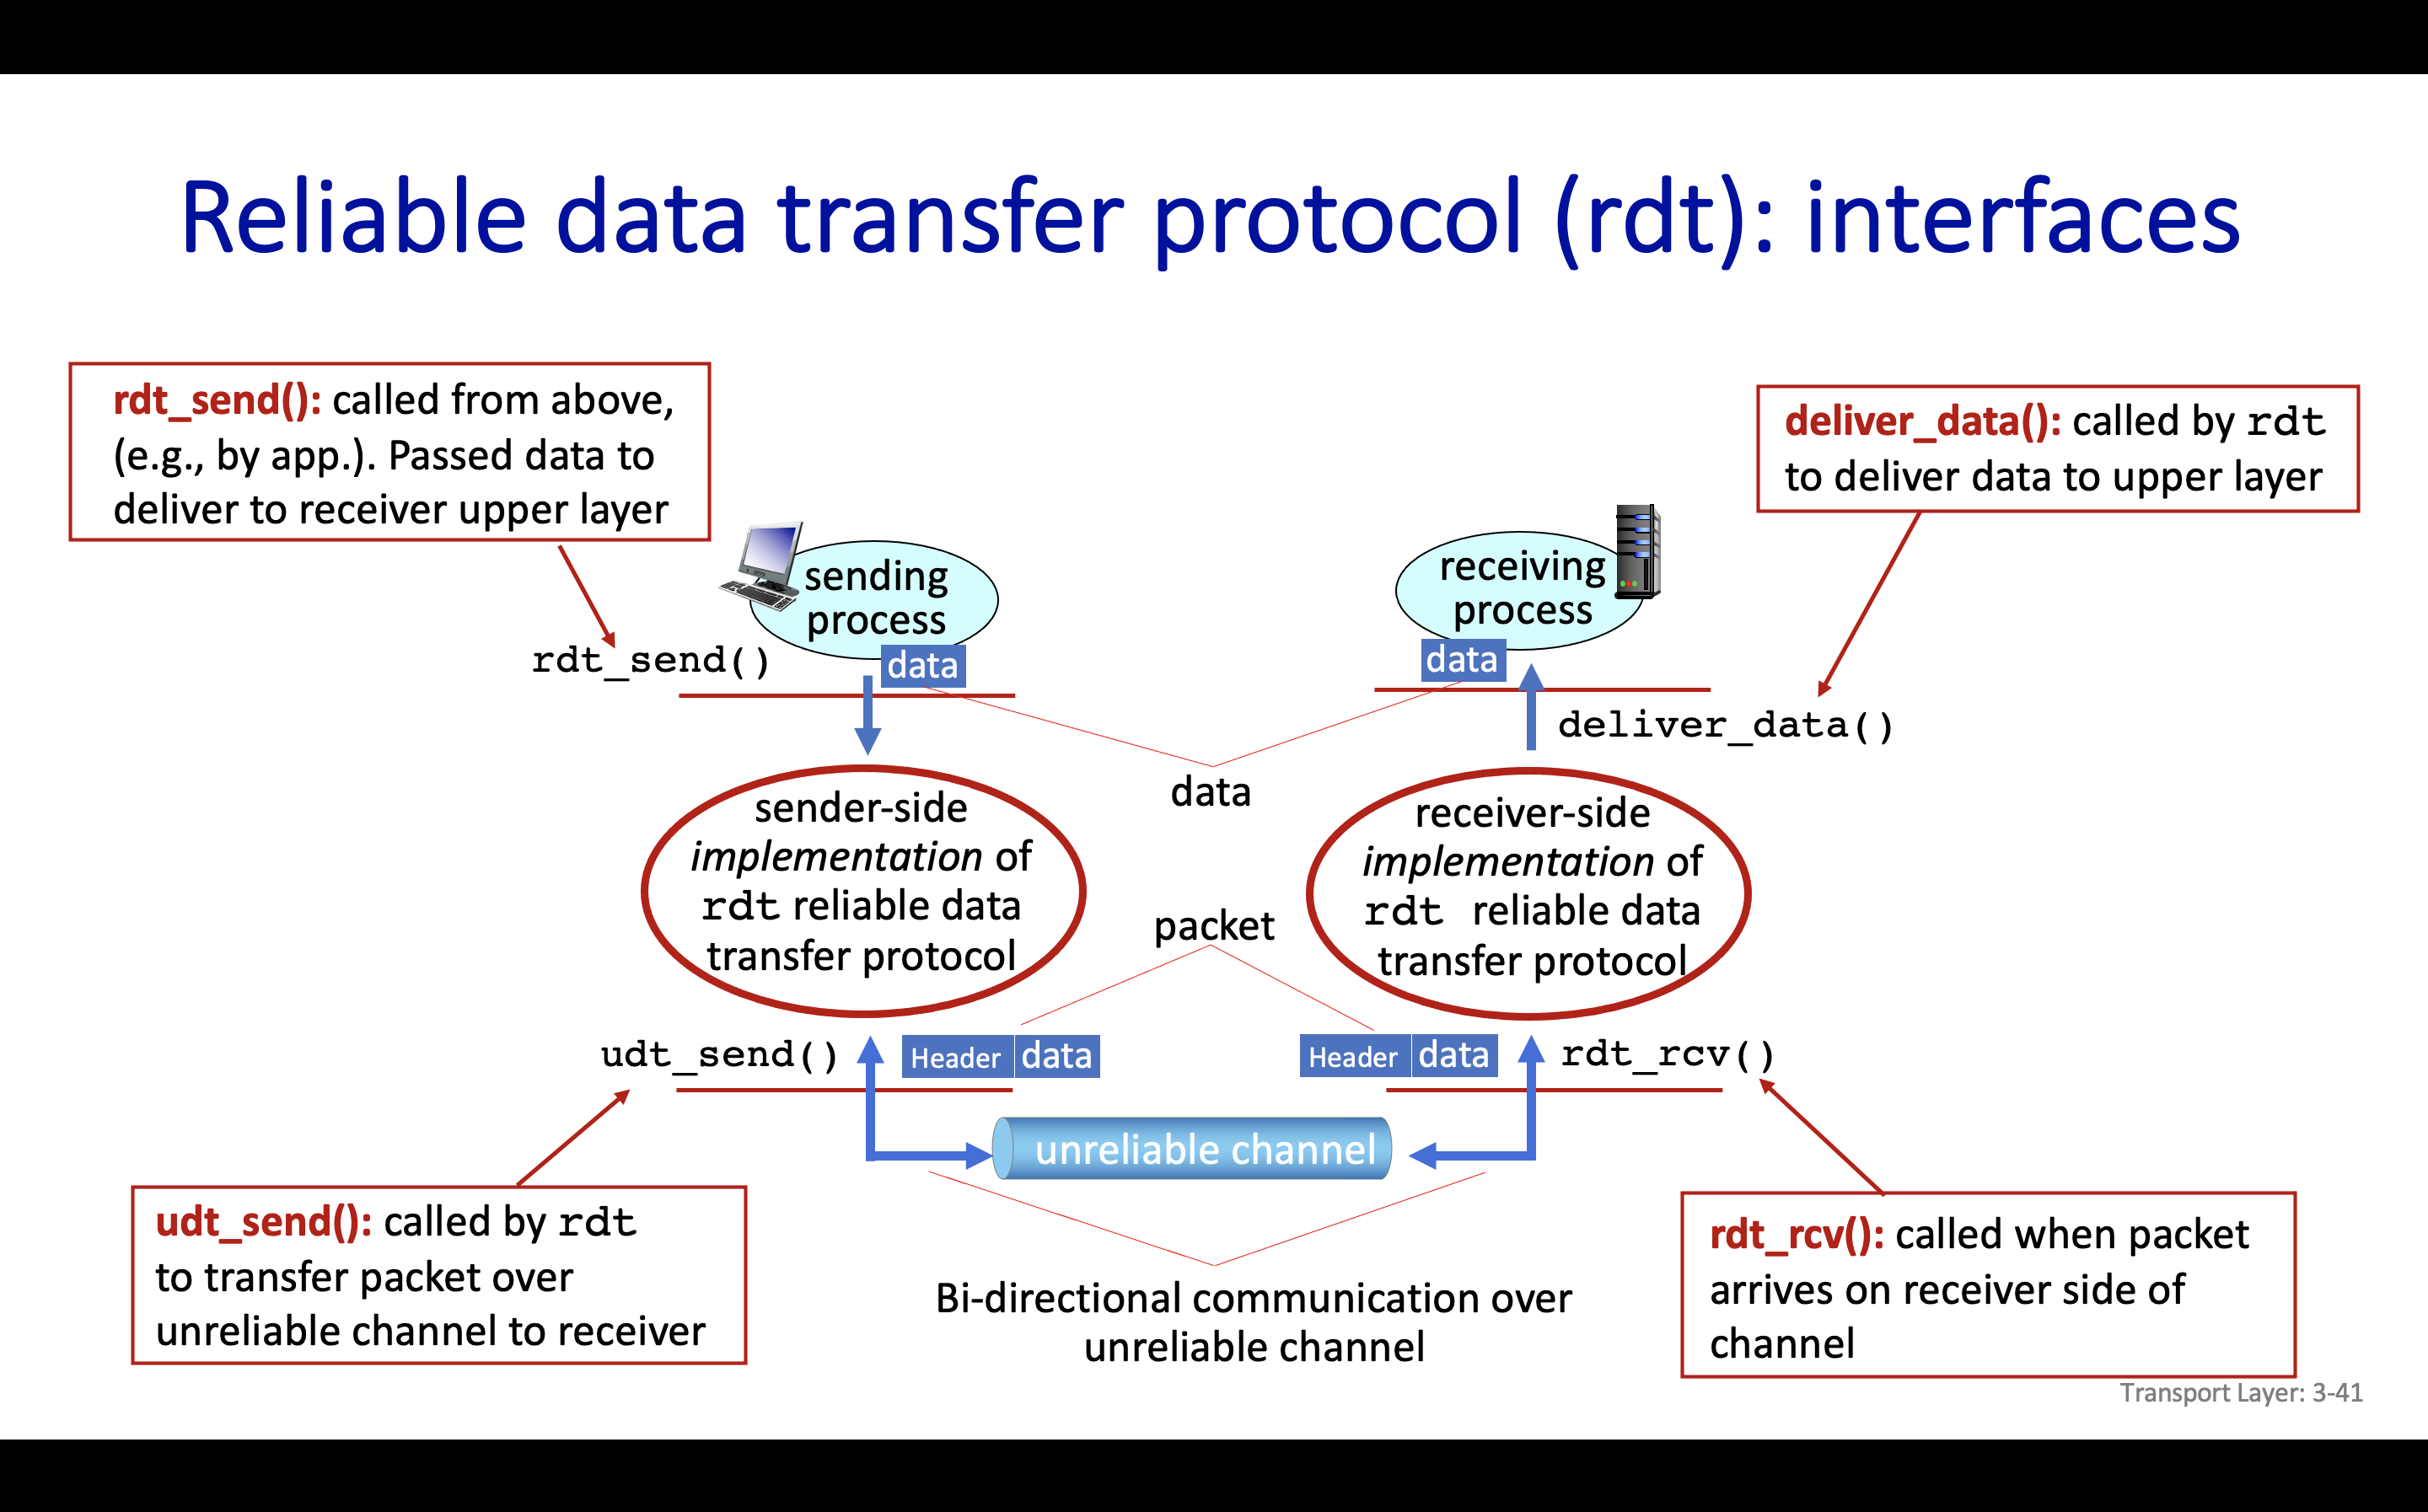 Reliable data transfer protocol (rdt): interfaces
rdt_send(): called from above,
(e.g., by app.). Passed data to
deliver to receiver upper layer
deliver_data(): called by rdt
to deliver data to upper layer
sending
process
receiving
process
rdt_send()
data
data
deliver_data()
data
sender-side
implementation of
rdt reliable data
transfer protocol
receiver-side
implementation of
rdt reliable data
transfer protocol
packet
udt_send()
Header data
Header data
rdt_rcv()
unreliable channel
udt_send(): called by rdt
to transfer packet over
unreliable channel to receiver
Bi-directional communication over
unreliable channel
rdt_rcv(): called when packet
arrives on receiver side of
channel
Transport Layer: 3-41